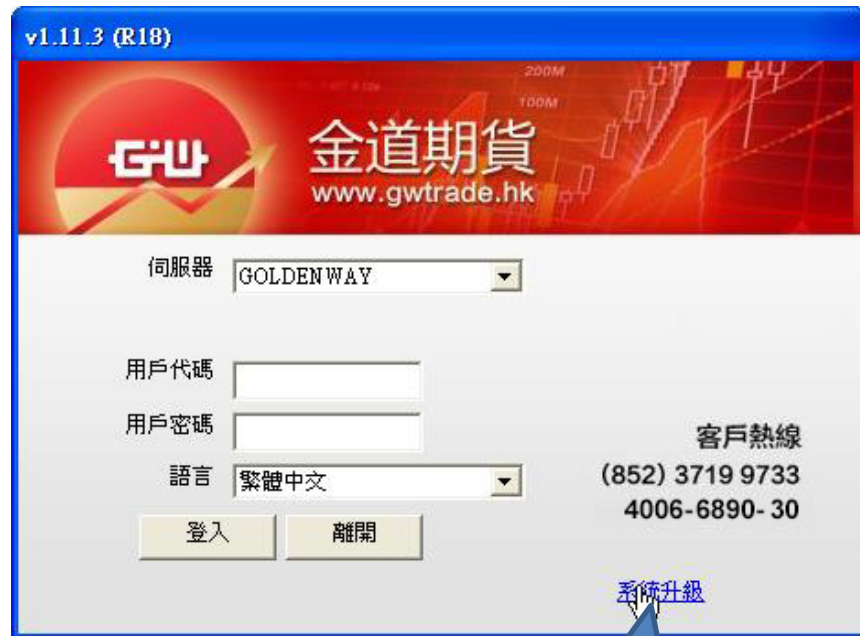 v1.11.3 (R18)
200M
100M
GW
金道期貨
www.gwtrade.hk
伺服器 GOLDENWAY
用戶代碼
用戶密碼
客戶熱線
語言 繁體中文
(852) 3719 9733
4006-6890-30
登入 離開
系統升級